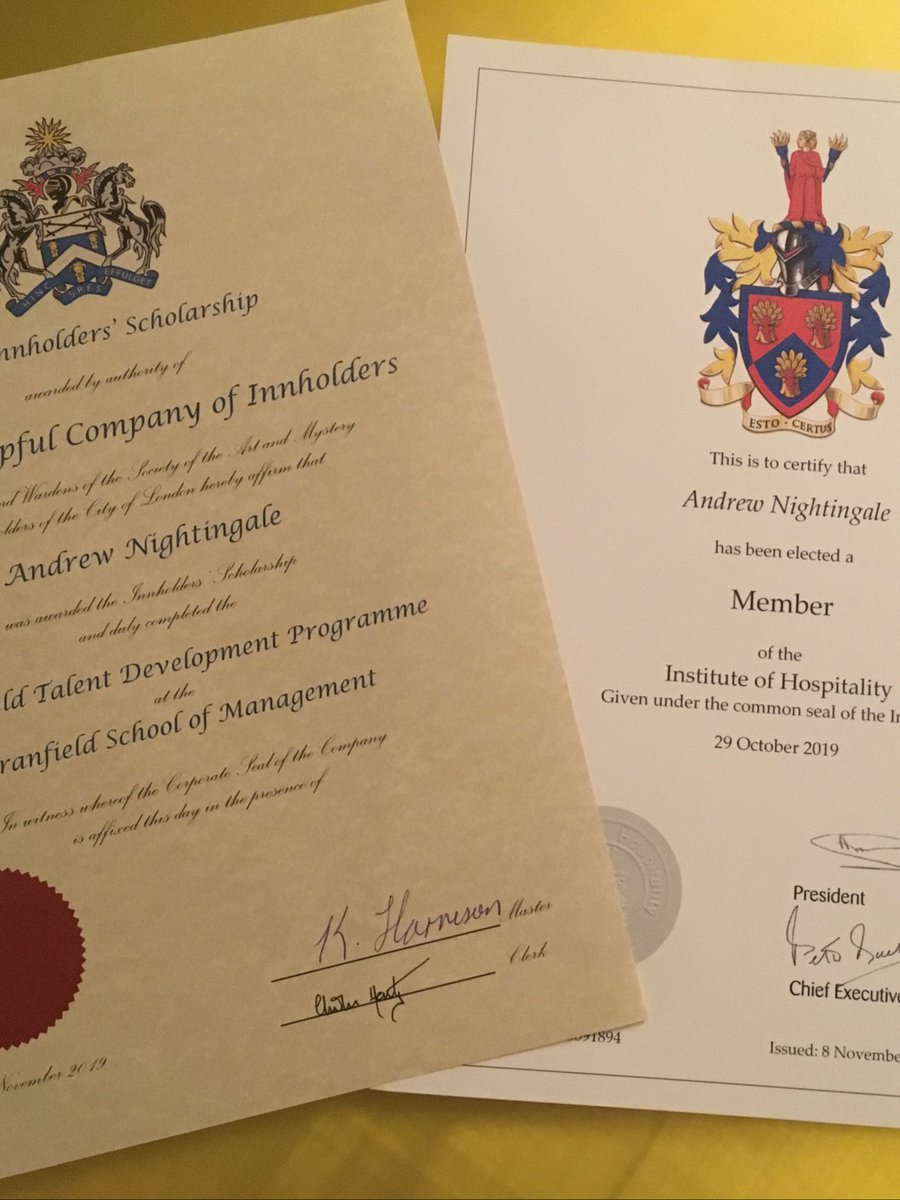 HINC SPES EFFULGET
nnholders' Scholarship
awarded by authority of
pful Company of Innholders
nd Wardens of the Society of the Art and Mystery
olders of the City of London hereby affirm that
Andrew Nightingale
was awarded the Innholders' Scholarship
and duly completed the
ld Talent Development Programme
at the
ranfield School of Management
In witness whereof the Corporate Seal of the Company
is affixed this day in the presence of
K. Harrison Master
Clerk
November 2019
ESTO · CERTUS
This is to certify that
Andrew Nightingale
has been elected a
Member
of the
Institute of Hospitality
Given under the common seal of the In
29 October 2019
Hospitality
President
Chief Executive
91894
Issued: 8 Novembe